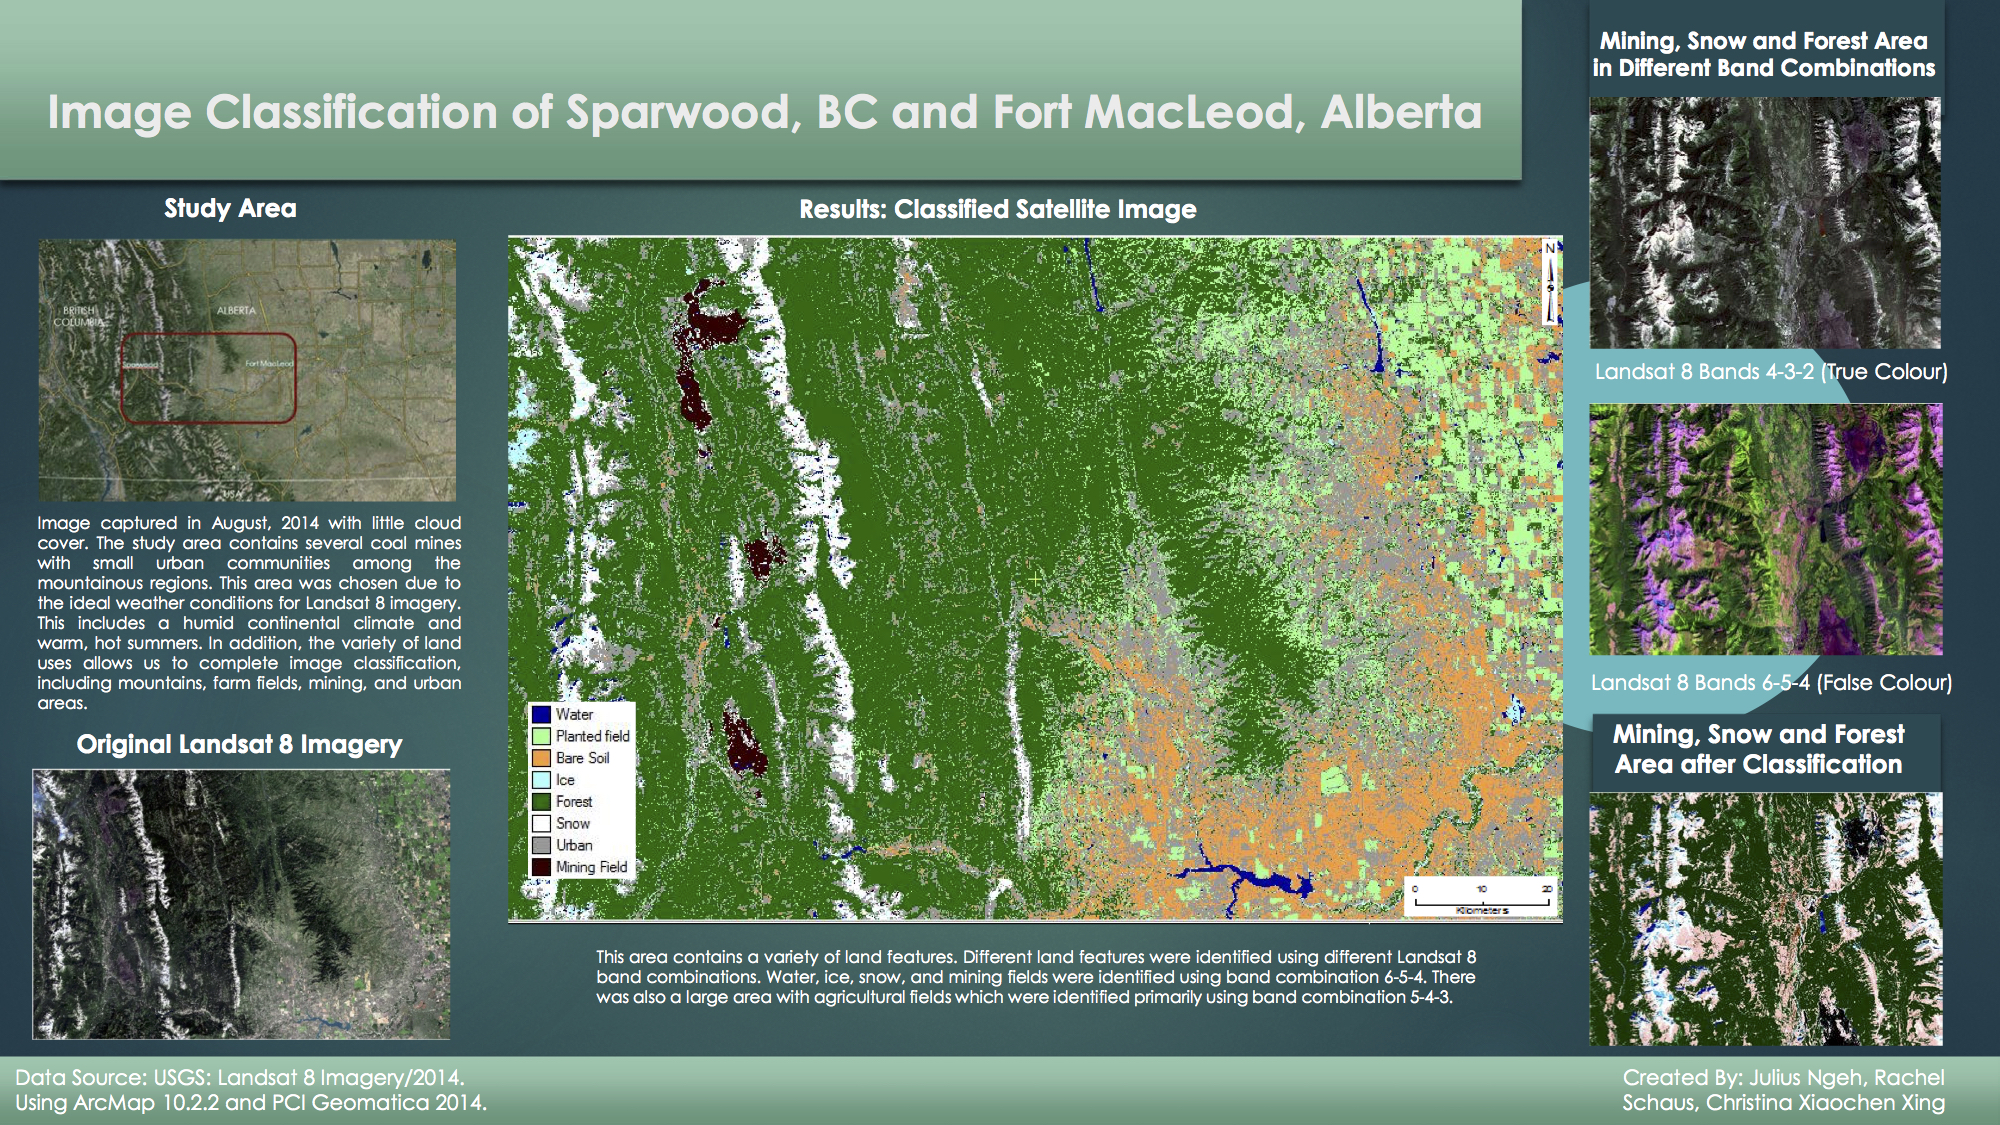 Image Classification of Sparwood, BC and Fort MacLeod, Alberta
Study Area
BRITISH
COLUMBIA
ALBERTA
Sparwood
Fort MacLeod
Image captured in August, 2014 with little cloud
cover. The study area contains several coal mines
with small urban communities among the
mountainous regions. This area was chosen due to
the ideal weather conditions for Landsat 8 imagery.
This includes a humid continental climate and
warm, hot summers. In addition, the variety of land
uses allows us to complete image classification,
including mountains, farm fields, mining, and urban
areas.
Original Landsat 8 Imagery
Results: Classified Satellite Image
N
Water
Planted field
Bare Soil
Ice
Forest
Snow
Urban
Mining Field
0 10 20
Kilometers
This area contains a variety of land features. Different land features were identified using different Landsat 8
band combinations. Water, ice, snow, and mining fields were identified using band combination 6-5-4. There
was also a large area with agricultural fields which were identified primarily using band combination 5-4-3.
Mining, Snow and Forest Area
in Different Band Combinations
Landsat 8 Bands 4-3-2 (True Colour)
Landsat 8 Bands 6-5-4 (False Colour)
Mining, Snow and Forest
Area after Classification
Data Source: USGS: Landsat 8 Imagery/2014.
Using ArcMap 10.2.2 and PCI Geomatica 2014.
Created By: Julius Ngeh, Rachel
Schaus, Christina Xiaochen Xing